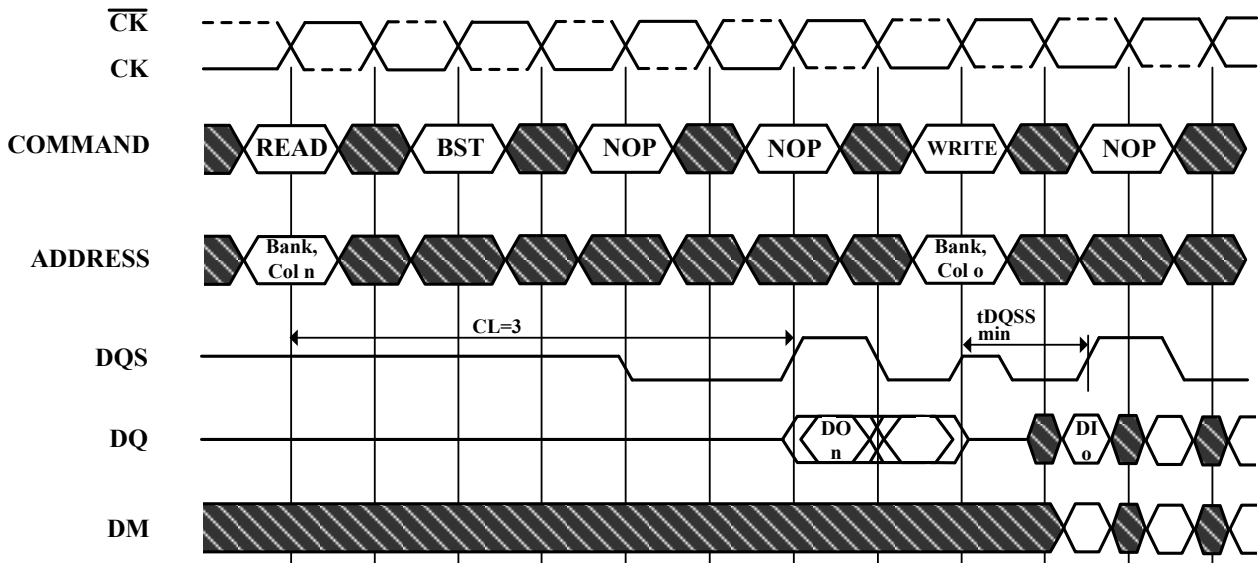 C̅K̅
CK
COMMAND
READ
BST
NOP
NOP
WRITE
NOP
ADDRESS
Bank,
Col n
Bank,
Col o
CL=3
tDQSS
min
DQS
DQ
DO
n
DI
o
DM